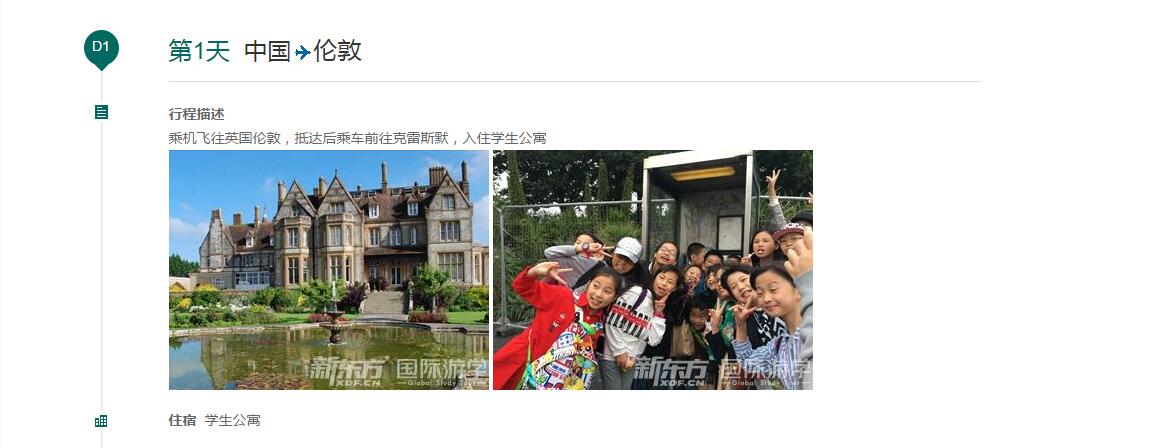 D1
第1天 中国 伦敦
行程描述
乘机飞往英国伦敦，抵达后乘车前往克雷斯默，入住学生公寓
新东方 国际游学
XDF.CN Global Study Tour
新东方 国际游学
XDF.CN Global Study Tour
住宿 学生公寓